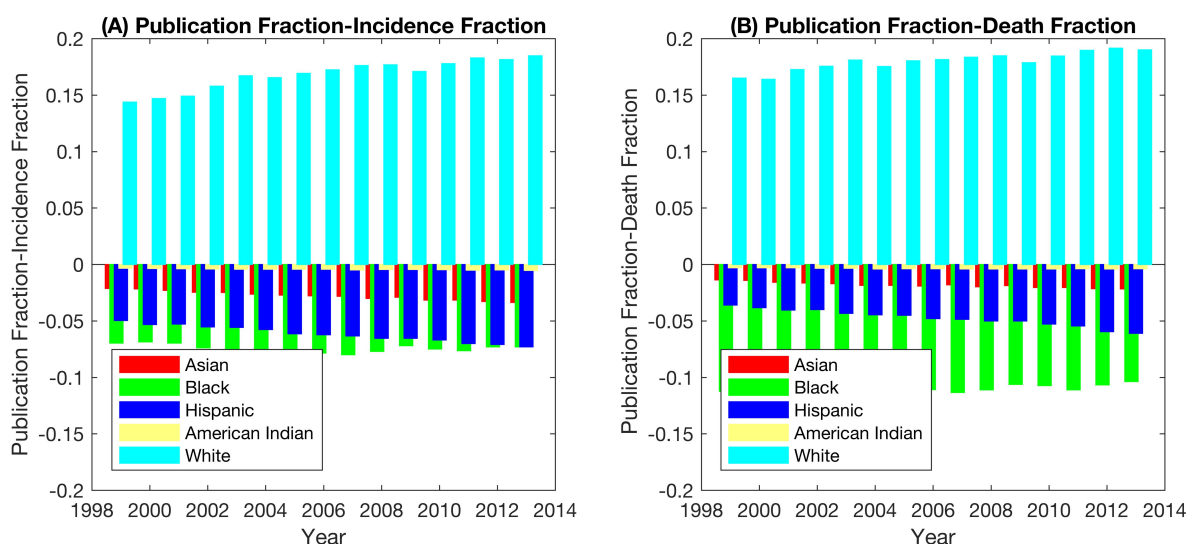 (A) Publication Fraction-Incidence Fraction
Publication Fraction-Incidence Fraction
0.2
0.15
0.1
0.05
0
-0.05
-0.1
-0.15
-0.2
Asian
Black
Hispanic
American Indian
White
1998 2000 2002 2004 2006 2008 2010 2012 2014
Year
(B) Publication Fraction-Death Fraction
Publication Fraction-Death Fraction
0.2
0.15
0.1
0.05
0
-0.05
-0.1
-0.15
-0.2
Asian
Black
Hispanic
American Indian
White
1998 2000 2002 2004 2006 2008 2010 2012 2014
Year